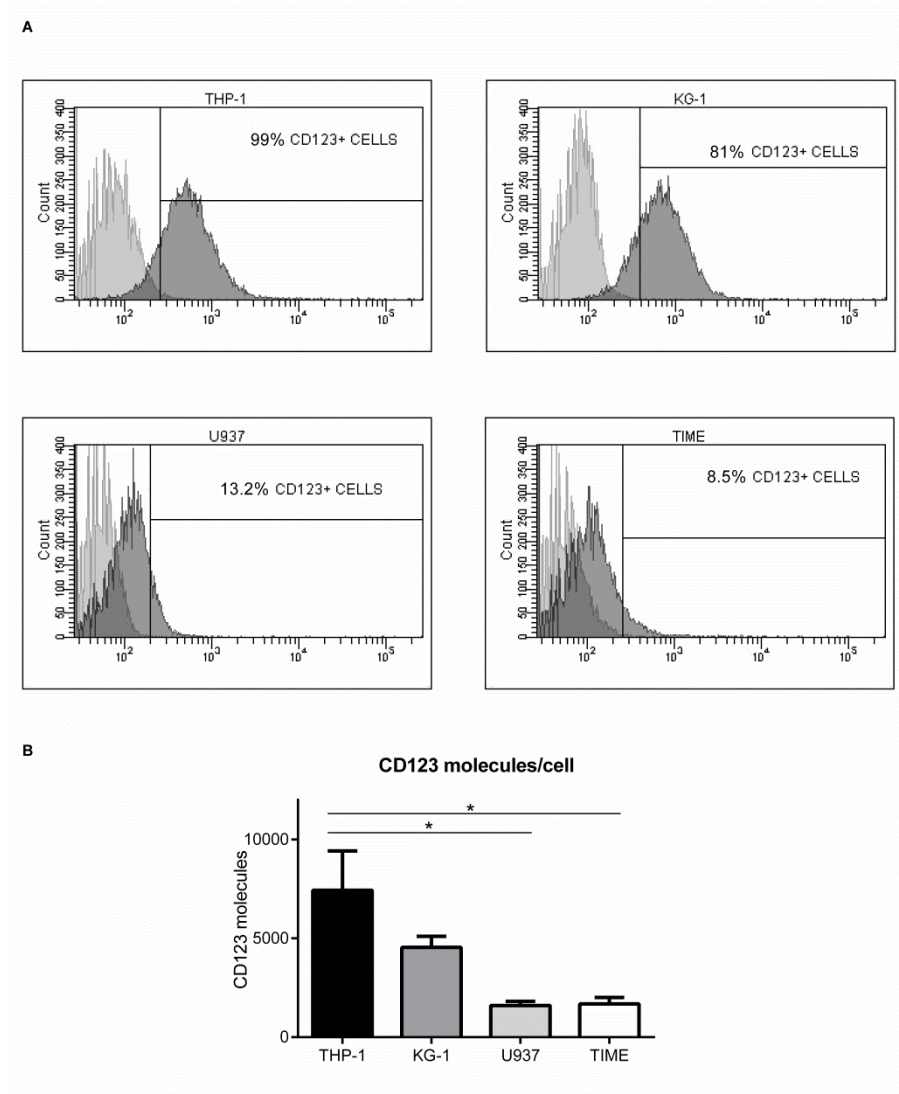 A
THP-1
99% CD123+ CELLS
Count
0 50 100 150 200 250 300 350 400
10² 10³ 10⁴ 10⁵
KG-1
81% CD123+ CELLS
Count
0 50 100 150 200 250 300 350 400
10² 10³ 10⁴ 10⁵
U937
13.2% CD123+ CELLS
Count
0 50 100 150 200 250 300 350 400
10² 10³ 10⁴ 10⁵
TIME
8.5% CD123+ CELLS
Count
0 50 100 150 200 250 300 350 400
10² 10³ 10⁴ 10⁵
B
CD123 molecules/cell
*
*
CD123 molecules
10000
5000
0
THP-1 KG-1 U937 TIME